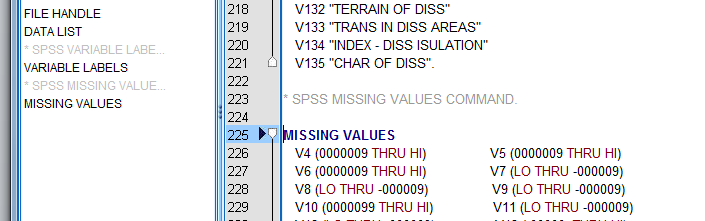 FILE HANDLE
DATA LIST
* SPSS VARIABLE LABE...
VARIABLE LABELS
* SPSS MISSING VALUE...
MISSING VALUES
218 V132 "TERRAIN OF DISS"
219 V133 "TRANS IN DISS AREAS"
220 V134 "INDEX - DISS ISULATION"
221 V135 "CHAR OF DISS".
222
223 * SPSS MISSING VALUES COMMAND.
224
225 MISSING VALUES
226 V4 (0000009 THRU HI) V5 (0000009 THRU HI)
227 V6 (0000009 THRU HI) V7 (LO THRU -000009)
228 V8 (LO THRU -000009) V9 (LO THRU -000009)
229 V10 (0000099 THRU HI) V11 (LO THRU -000009)